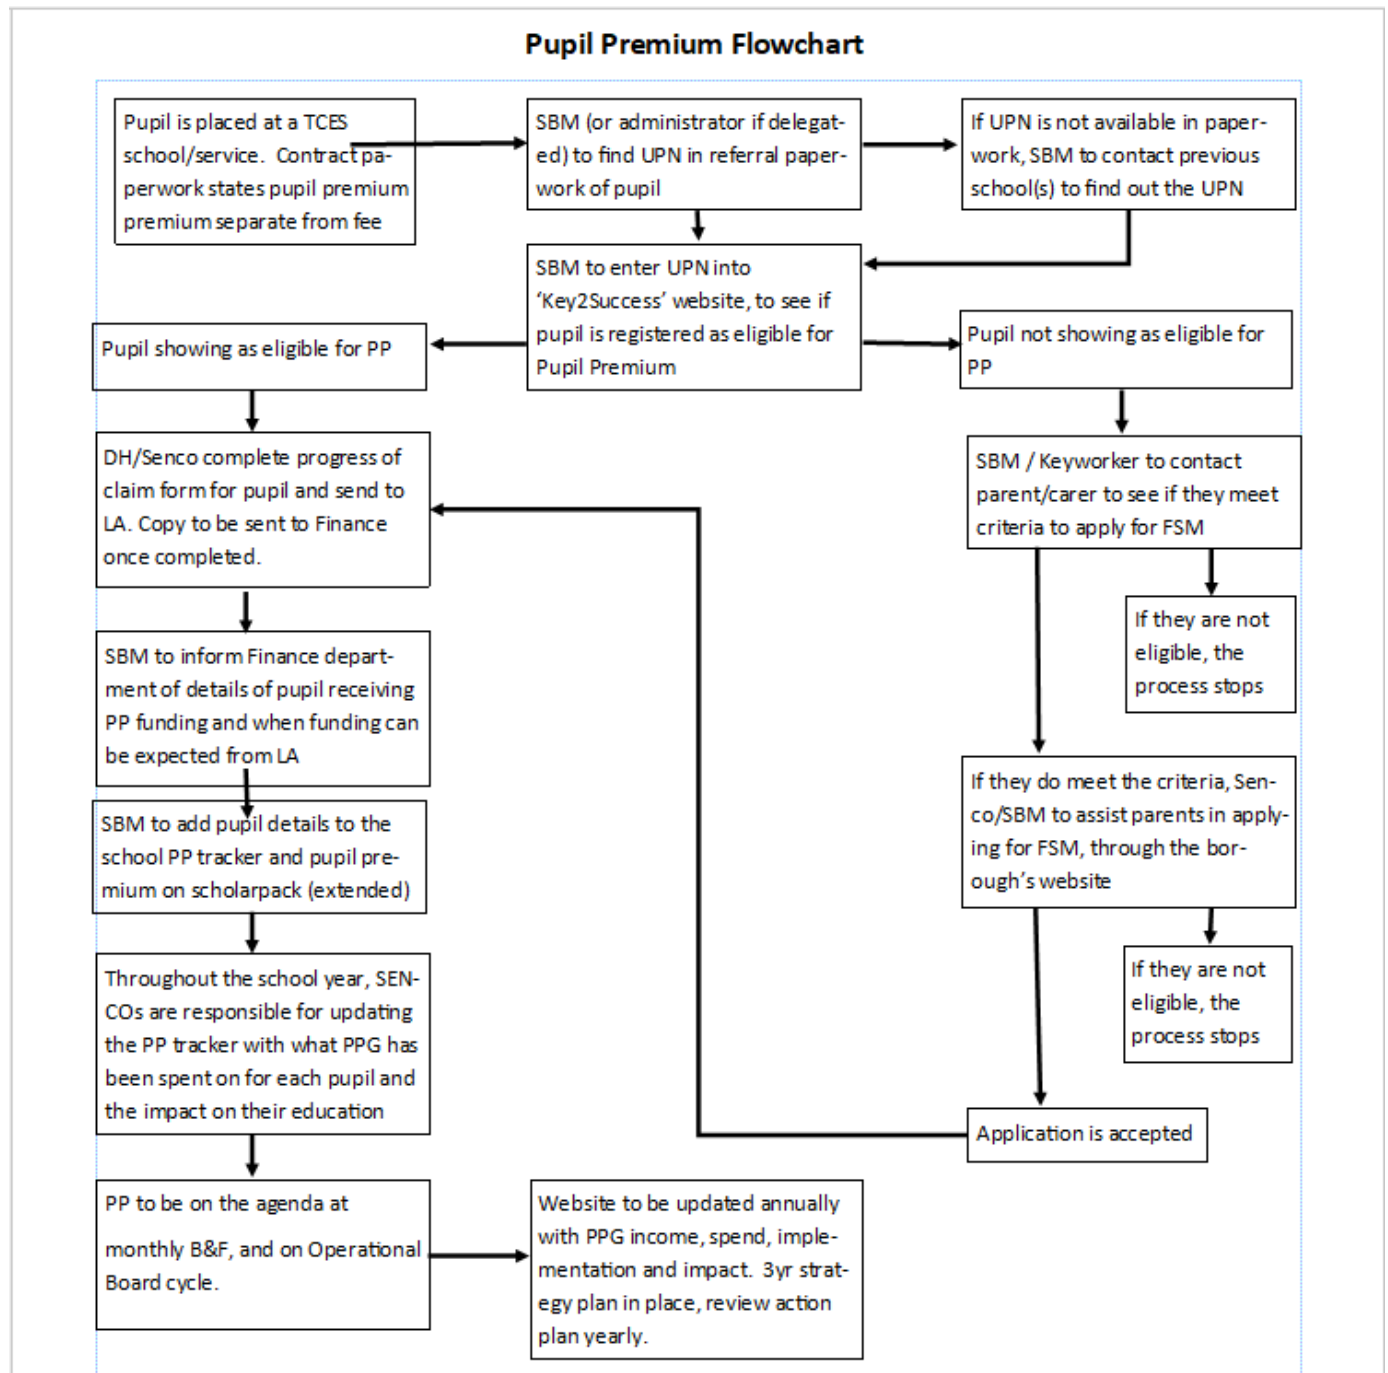 Pupil Premium Flowchart
Pupil is placed at a TCES
school/service.  Contract pa-
perwork states pupil premium
premium separate from fee
SBM (or administrator if delegat-
ed) to find UPN in referral paper-
work of pupil
If UPN is not available in paper-
work, SBM to contact previous
school(s) to find out the UPN
SBM to enter UPN into
‘Key2Success’ website, to see if
pupil is registered as eligible for
Pupil Premium
Pupil showing as eligible for PP
Pupil not showing as eligible for
PP
DH/Senco complete progress of
claim form for pupil and send to
LA. Copy to be sent to Finance
once completed.
SBM / Keyworker to contact
parent/carer to see if they meet
criteria to apply for FSM
If they are not
eligible, the
process stops
SBM to inform Finance depart-
ment of details of pupil receiving
PP funding and when funding can
be expected from LA
If they do meet the criteria, Sen-
co/SBM to assist parents in apply-
ing for FSM, through the bor-
ough’s website
SBM to add pupil details to the
school PP tracker and pupil pre-
mium on scholarpack (extended)
If they are not
eligible, the
process stops
Throughout the school year, SEN-
COs are responsible for updating
the PP tracker with what PPG has
been spent on for each pupil and
the impact on their education
Application is accepted
PP to be on the agenda at
monthly B&F, and on Operational
Board cycle.
Website to be updated annually
with PPG income, spend, imple-
mentation and impact.  3yr strat-
egy plan in place, review action
plan yearly.